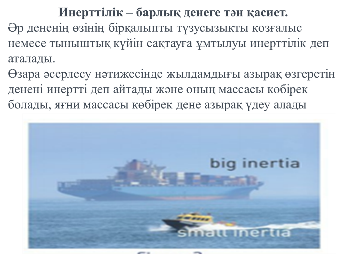 Инерттілік – барлық денеге тән қасиет.
Әр дененің өзінің бірқалыпты түзусызықты қозғалыс
немесе тыныштық күйін сақтауға ұмтылуы инерттілік деп
аталады.
Өзара әсерлесу нәтижесінде жылдамдығы азырақ өзгеретін
денені инертті деп айтады және оның массасы көбірек
болады, яғни массасы көбірек дене азырақ үдеу алады
big inertia
small inertia